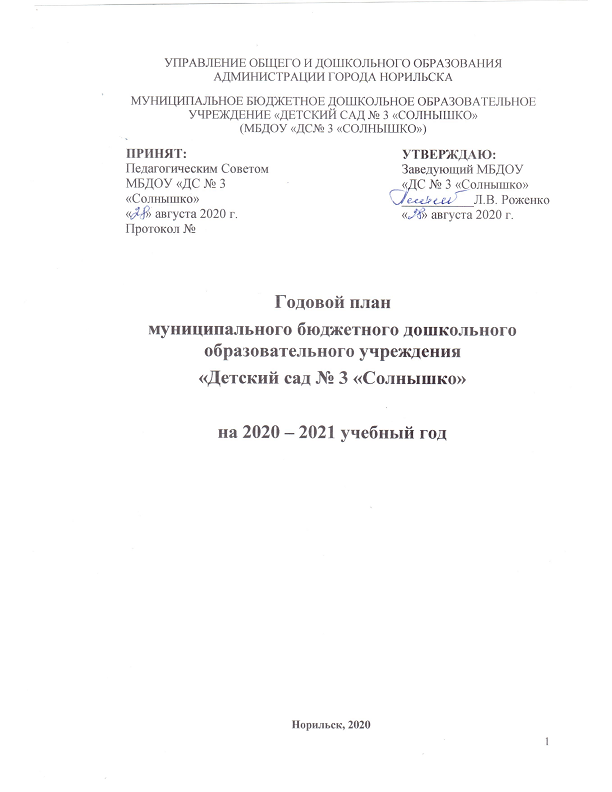 УПРАВЛЕНИЕ ОБЩЕГО И ДОШКОЛЬНОГО ОБРАЗОВАНИЯ
АДМИНИСТРАЦИИ ГОРОДА НОРИЛЬСКА
МУНИЦИПАЛЬНОЕ БЮДЖЕТНОЕ ДОШКОЛЬНОЕ ОБРАЗОВАТЕЛЬНОЕ
УЧРЕЖДЕНИЕ «ДЕТСКИЙ САД № 3 «СОЛНЫШКО»
(МБДОУ «ДС№ 3 «СОЛНЫШКО»)
ПРИНЯТ:
Педагогическим Советом
МБДОУ «ДС № 3
«Солнышко»
«28» августа 2020 г.
Протокол №
УТВЕРЖДАЮ:
Заведующий МБДОУ
«ДС № 3 «Солнышко»
Л.В. Роженко
«28» августа 2020 г.
Годовой план
муниципального бюджетного дошкольного
образовательного учреждения
«Детский сад № 3 «Солнышко»
на 2020 – 2021 учебный год
Норильск, 2020
1